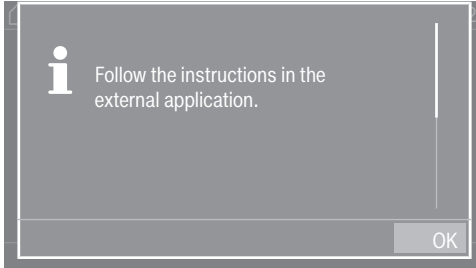 Follow the instructions in the
external application.
OK